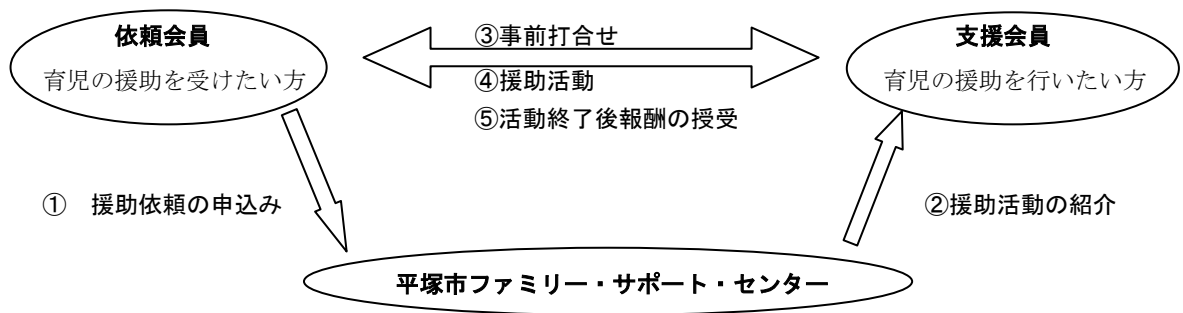 依頼会員
育児の援助を受けたい方
③事前打合せ
④援助活動
⑤活動終了後報酬の授受
支援会員
育児の援助を行いたい方
① 援助依頼の申込み
②援助活動の紹介
平塚市ファミリー・サポート・センター